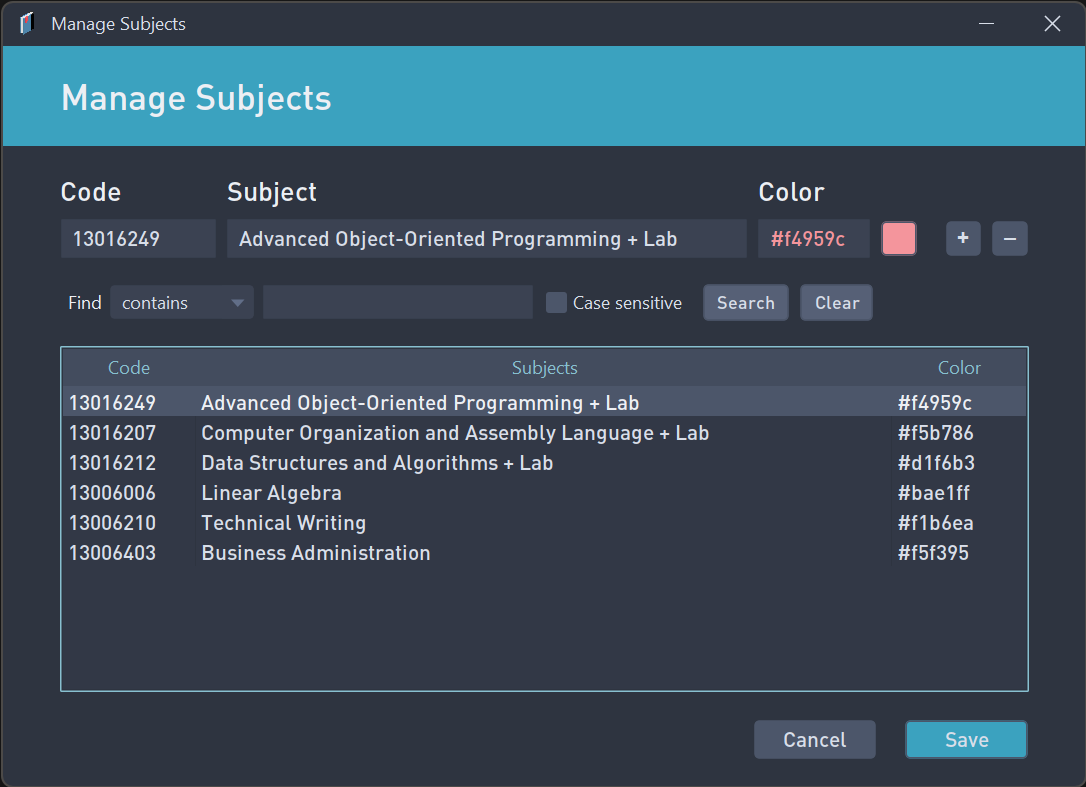 Manage Subjects
Manage Subjects
Code Subject Color
13016249 Advanced Object-Oriented Programming + Lab #f4959c + −
Find contains Case sensitive Search Clear
Code Subjects Color
13016249 Advanced Object-Oriented Programming + Lab #f4959c
13016207 Computer Organization and Assembly Language + Lab #f5b786
13016212 Data Structures and Algorithms + Lab #d1f6b3
13006006 Linear Algebra #bae1ff
13006210 Technical Writing #f1b6ea
13006403 Business Administration #f5f395
Cancel Save